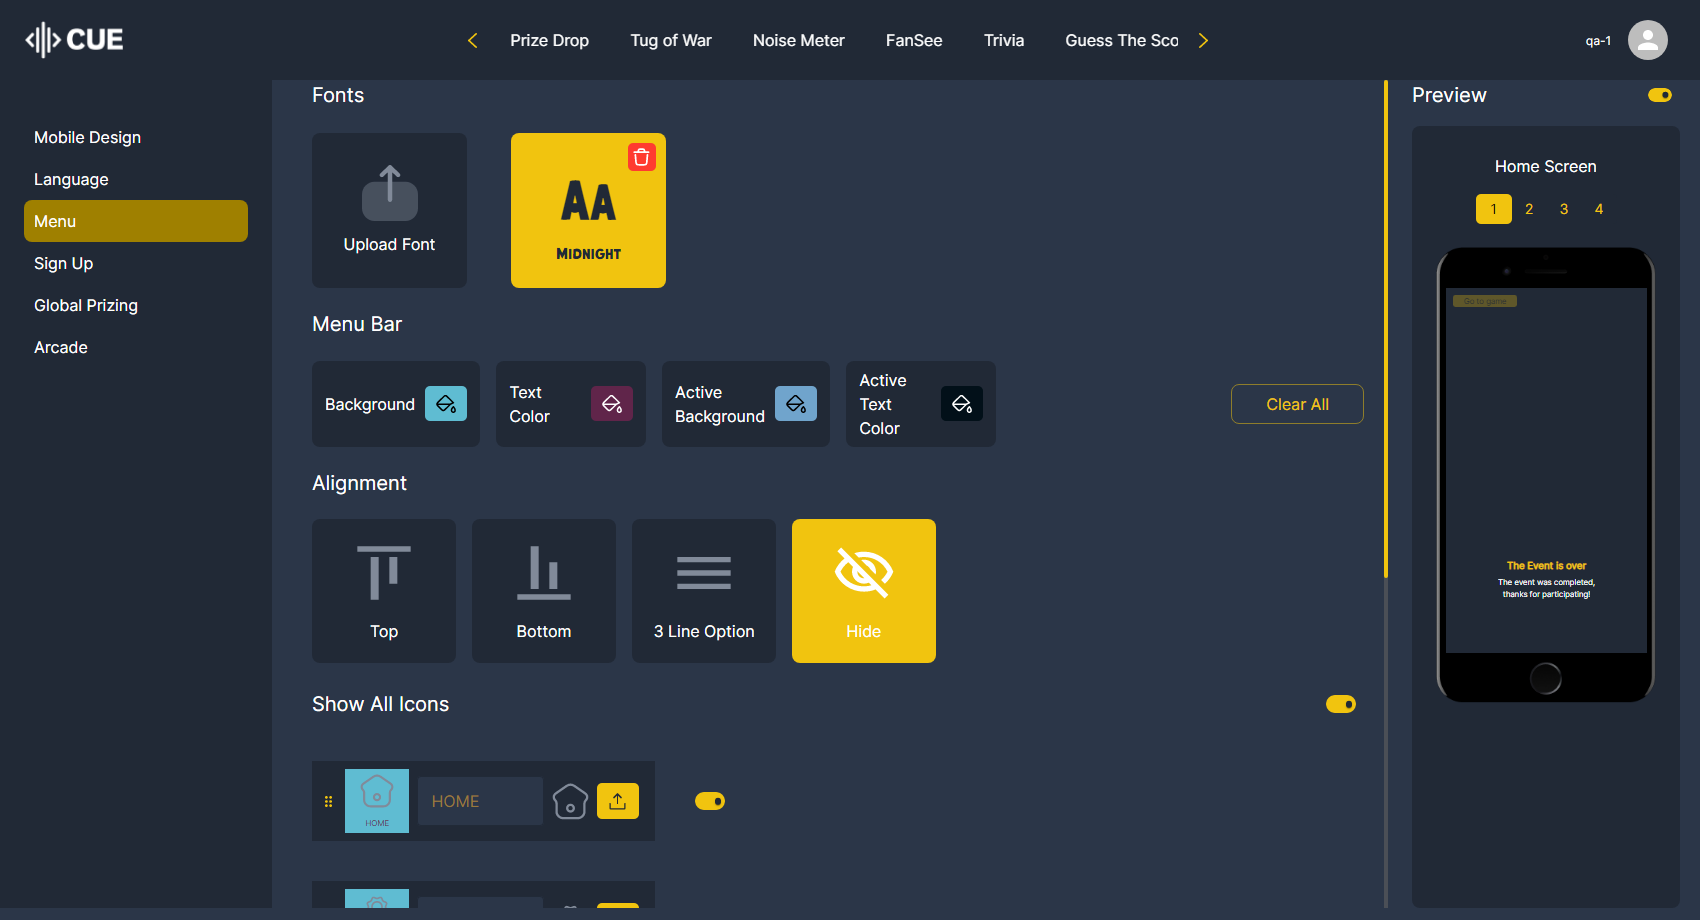 CUE
Prize Drop
Tug of War
Noise Meter
FanSee
Trivia
Guess The Sco
qa-1
Mobile Design
Language
Menu
Sign Up
Global Prizing
Arcade
Fonts
Upload Font
AA
MIDNIGHT
Menu Bar
Background
Text
Color
Active
Background
Active
Text
Color
Clear All
Alignment
Top
Bottom
3 Line Option
Hide
Show All Icons
HOME
HOME
Preview
Home Screen
1 2 3 4
Go to game
The Event is over
The event was completed,
thanks for participating!